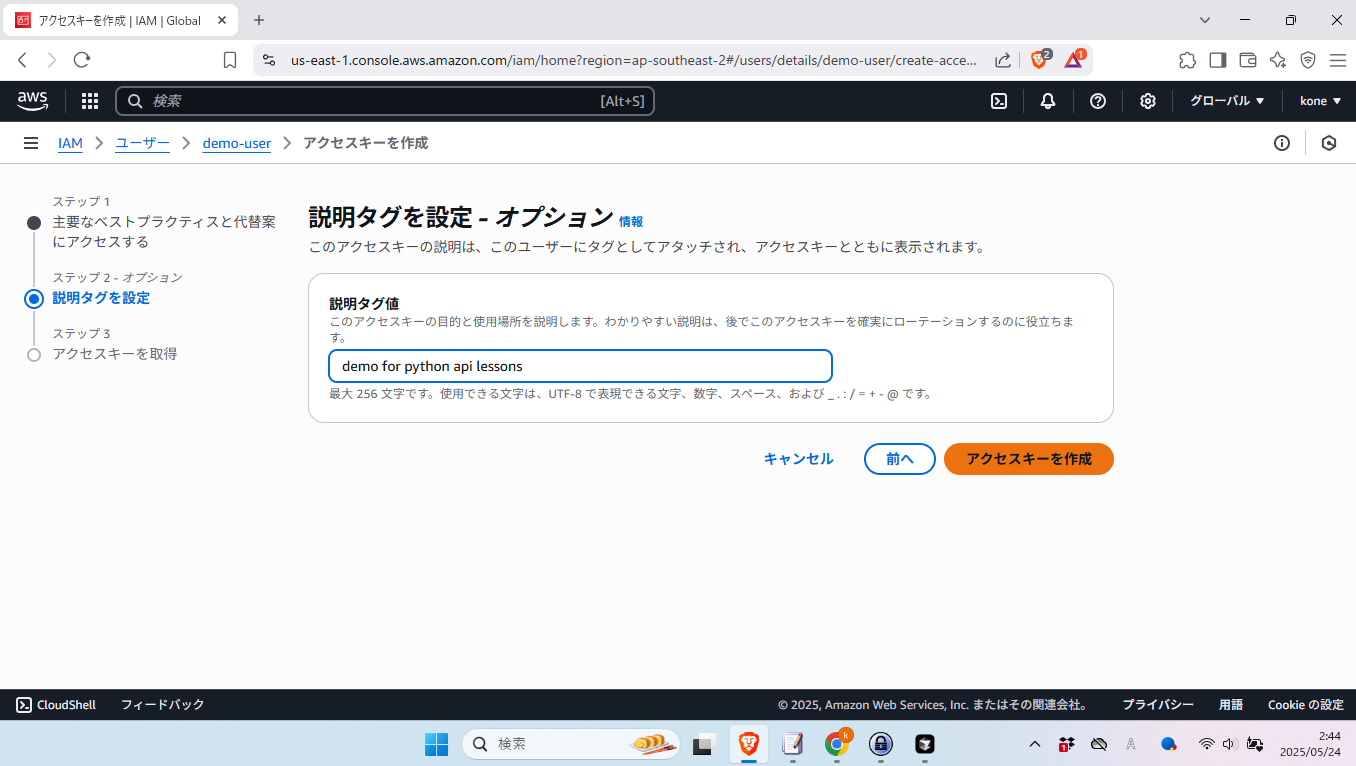 アクセスキーを作成 | IAM | Global
us-east-1.console.aws.amazon.com/iam/home?region=ap-southeast-2#/users/details/demo-user/create-acce...
2
1
aws
検索
[Alt+S]
グローバル
kone
IAM
ユーザー
demo-user
アクセスキーを作成
ステップ 1
主要なベストプラクティスと代替案
にアクセスする
ステップ 2 - オプション
説明タグを設定
ステップ 3
アクセスキーを取得
説明タグを設定 - オプション 情報
このアクセスキーの説明は、このユーザーにタグとしてアタッチされ、アクセスキーとともに表示されます。
説明タグ値
このアクセスキーの目的と使用場所を説明します。わかりやすい説明は、後でこのアクセスキーを確実にローテーションするのに役立ちま
す。
demo for python api lessons
最大 256 文字です。使用できる文字は、UTF-8 で表現できる文字、数字、スペース、および _ . : / = + - @ です。
キャンセル
前へ
アクセスキーを作成
CloudShell
フィードバック
© 2025, Amazon Web Services, Inc. またはその関連会社。
プライバシー
用語
Cookie の設定
検索
k
1
A
2:44
2025/05/24